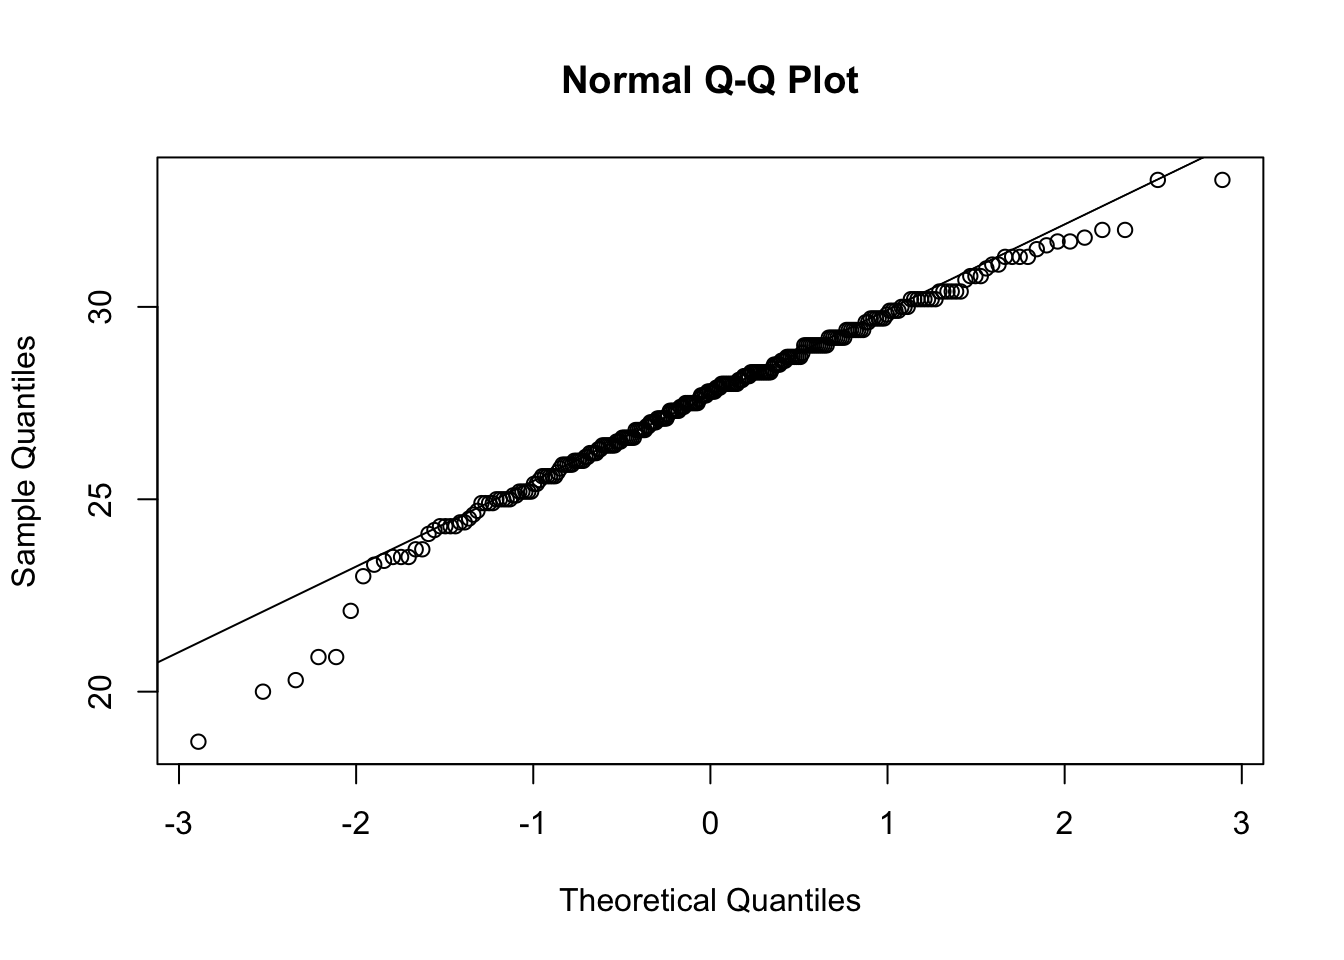 Normal Q-Q Plot
Sample Quantiles
30
25
20
-3 -2 -1 0 1 2 3
Theoretical Quantiles